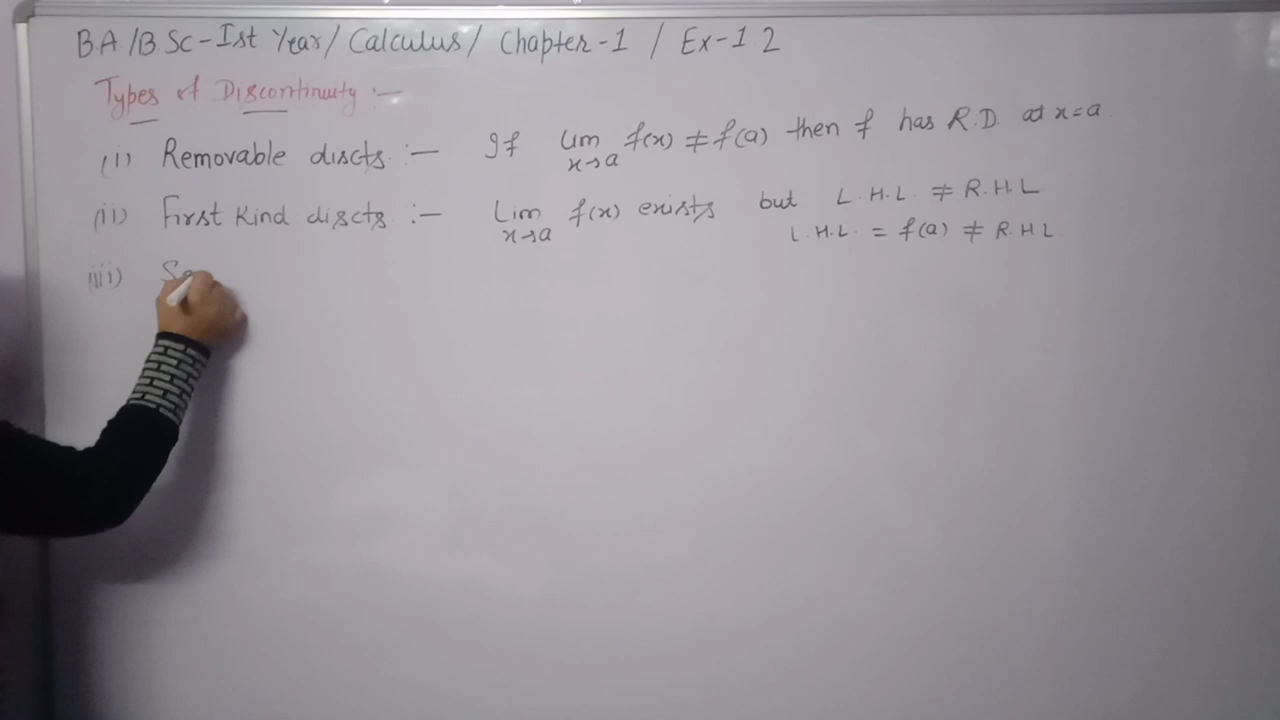 B.A/B Sc-Ist Year/ Calculus/ Chapter-1 / Ex-1.2
Types of Discontinuity :-
(i) Removable discts. :- If Lim x→a f(x) ≠ f(a) then f has R.D. at x=a.
(ii) First Kind discts. :- Lim x→a f(x) exists but L.H.L. ≠ R.H.L
L.H.L. = f(a) ≠ R.H.L
(iii) Se